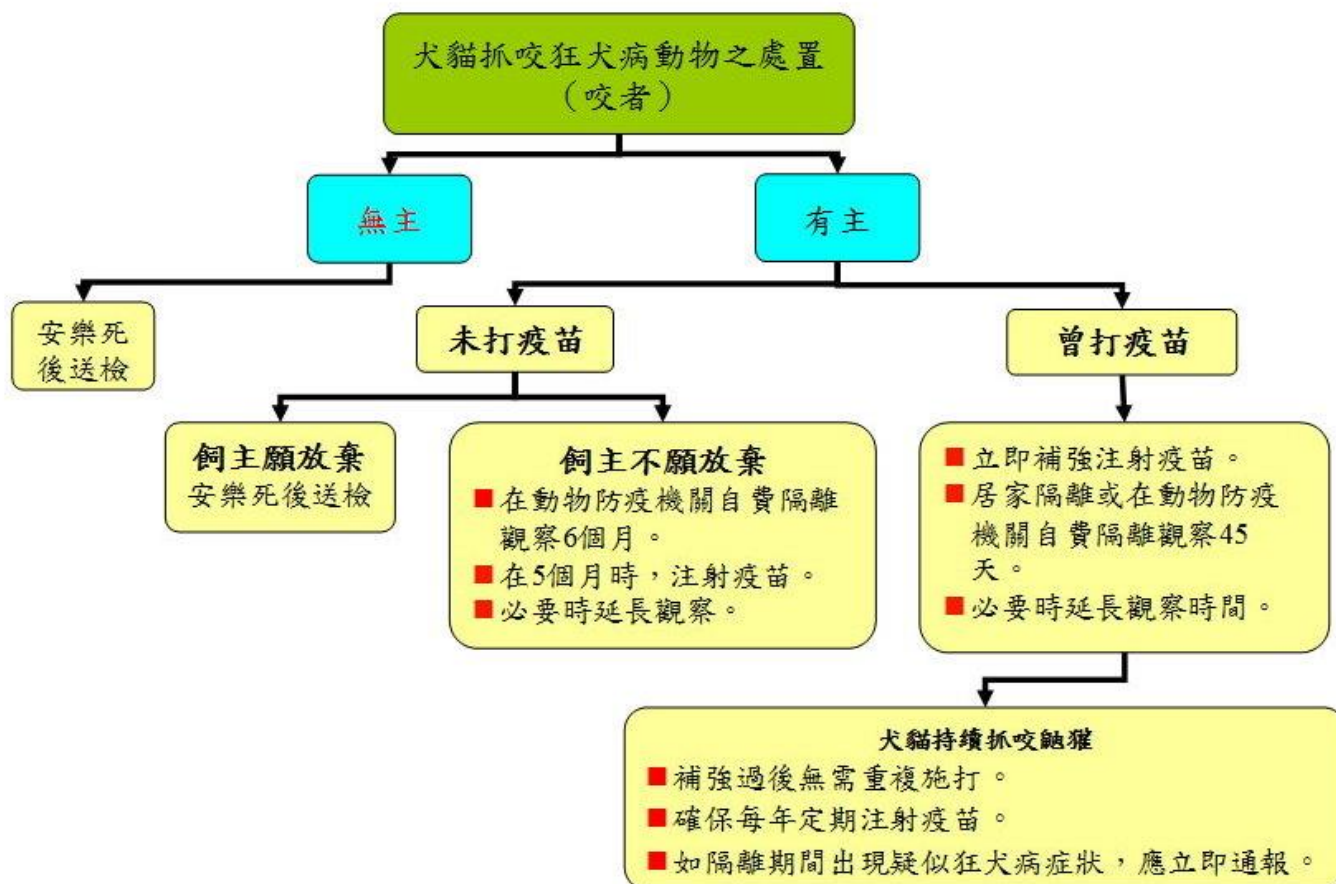 犬貓抓咬狂犬病動物之處置
（咬者）
無主
有主
安樂死
後送檢
未打疫苗
曾打疫苗
飼主願放棄
安樂死後送檢
飼主不願放棄
在動物防疫機關自費隔離
觀察6個月。
在5個月時，注射疫苗。
必要時延長觀察。
立即補強注射疫苗。
居家隔離或在動物防疫
機關自費隔離觀察45
天。
必要時延長觀察時間。
犬貓持續抓咬鼬獾
補強過後無需重複施打。
確保每年定期注射疫苗。
如隔離期間出現疑似狂犬病症狀，應立即通報。